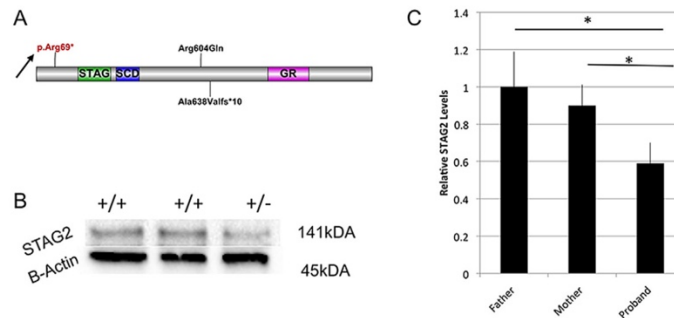 A
p.Arg69*
Arg604Gln
STAG
SCD
GR
Ala638Valfs*10
B
+/+ +/+ +/-
STAG2
141kDA
B-Actin
45kDA
C
*
*
Relative STAG2 Levels
1.4
1.2
1
0.8
0.6
0.4
0.2
0
Father
Mother
Proband